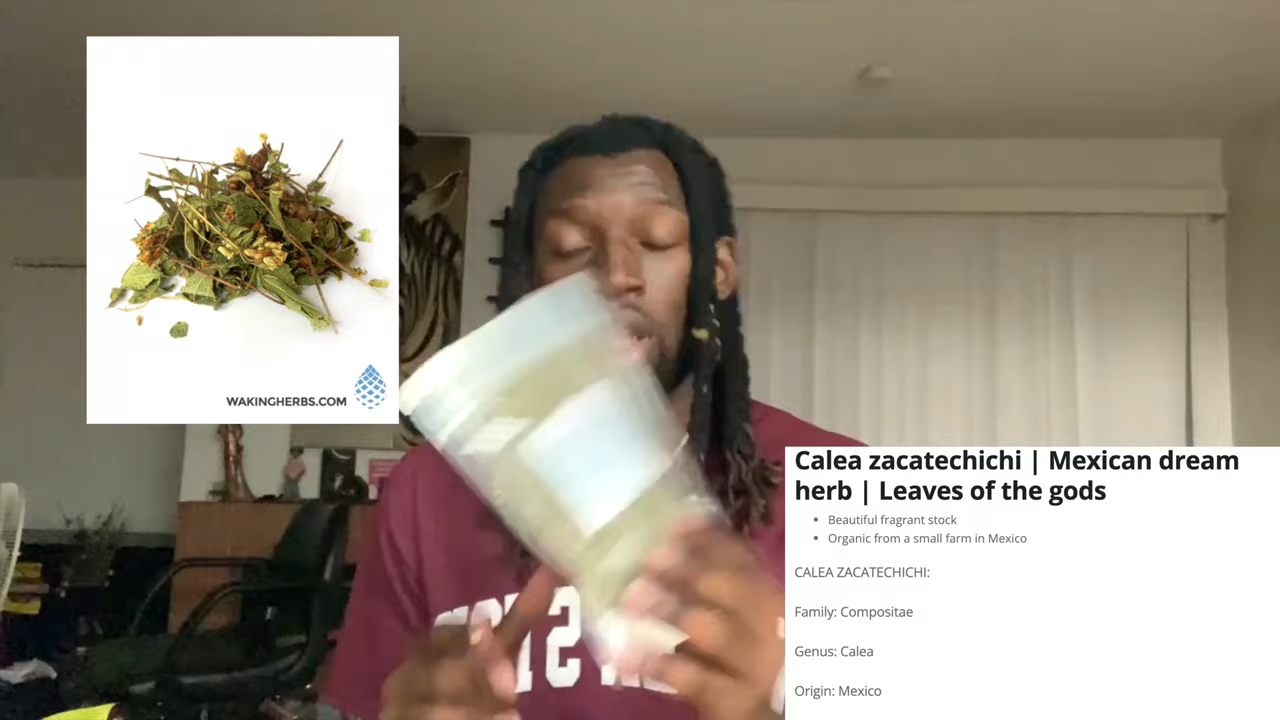 WAKINGHERBS.COM
Calea zacatechichi | Mexican dream
herb | Leaves of the gods
Beautiful fragrant stock
Organic from a small farm in Mexico
CALEA ZACATECHICHI:
Family: Compositae
Genus: Calea
Origin: Mexico